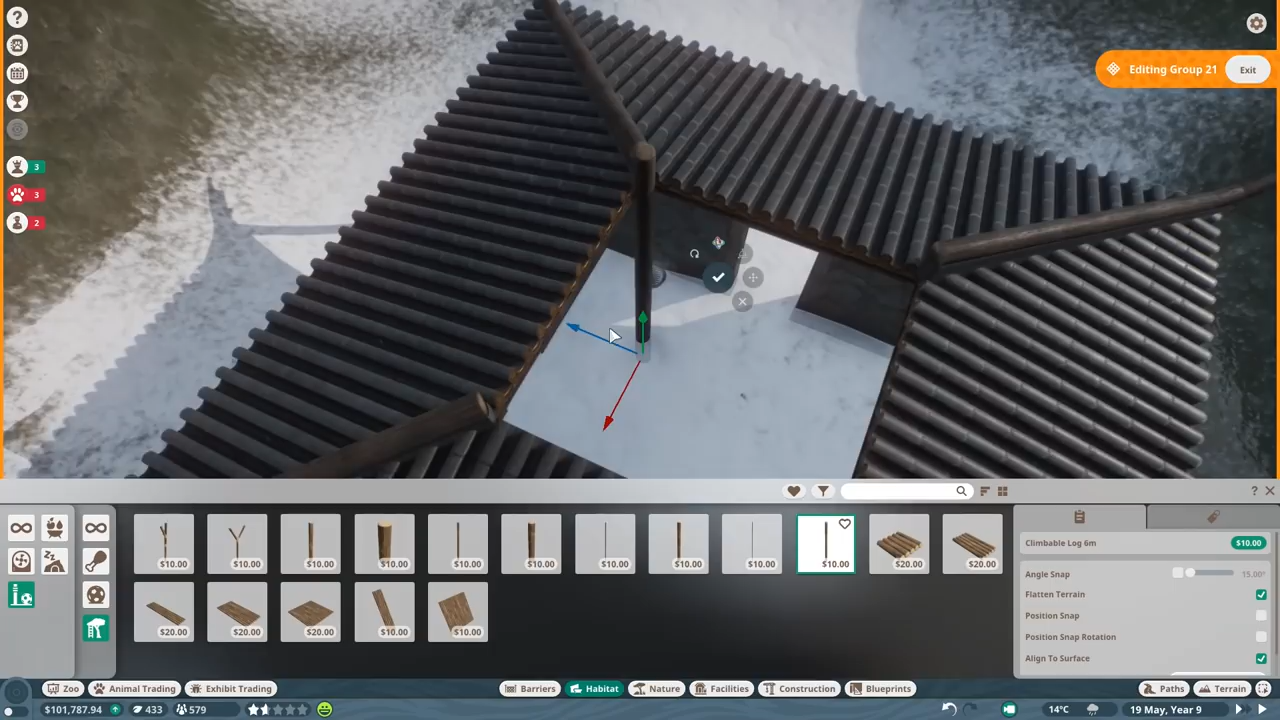 ?
Editing Group 21
Exit
3
3
2
? ×
$10.00
$10.00
$10.00
$10.00
$10.00
$10.00
$10.00
$10.00
$10.00
$10.00
$20.00
$20.00
$20.00
$20.00
$20.00
$10.00
$10.00
Climbable Log 6m
$10.00
Angle Snap
15.00°
Flatten Terrain
Position Snap
Position Snap Rotation
Align To Surface
Zoo
Animal Trading
Exhibit Trading
Barriers
Habitat
Nature
Facilities
Construction
Blueprints
Paths
Terrain
$101,787.94
433
579
14°C
19 May, Year 9